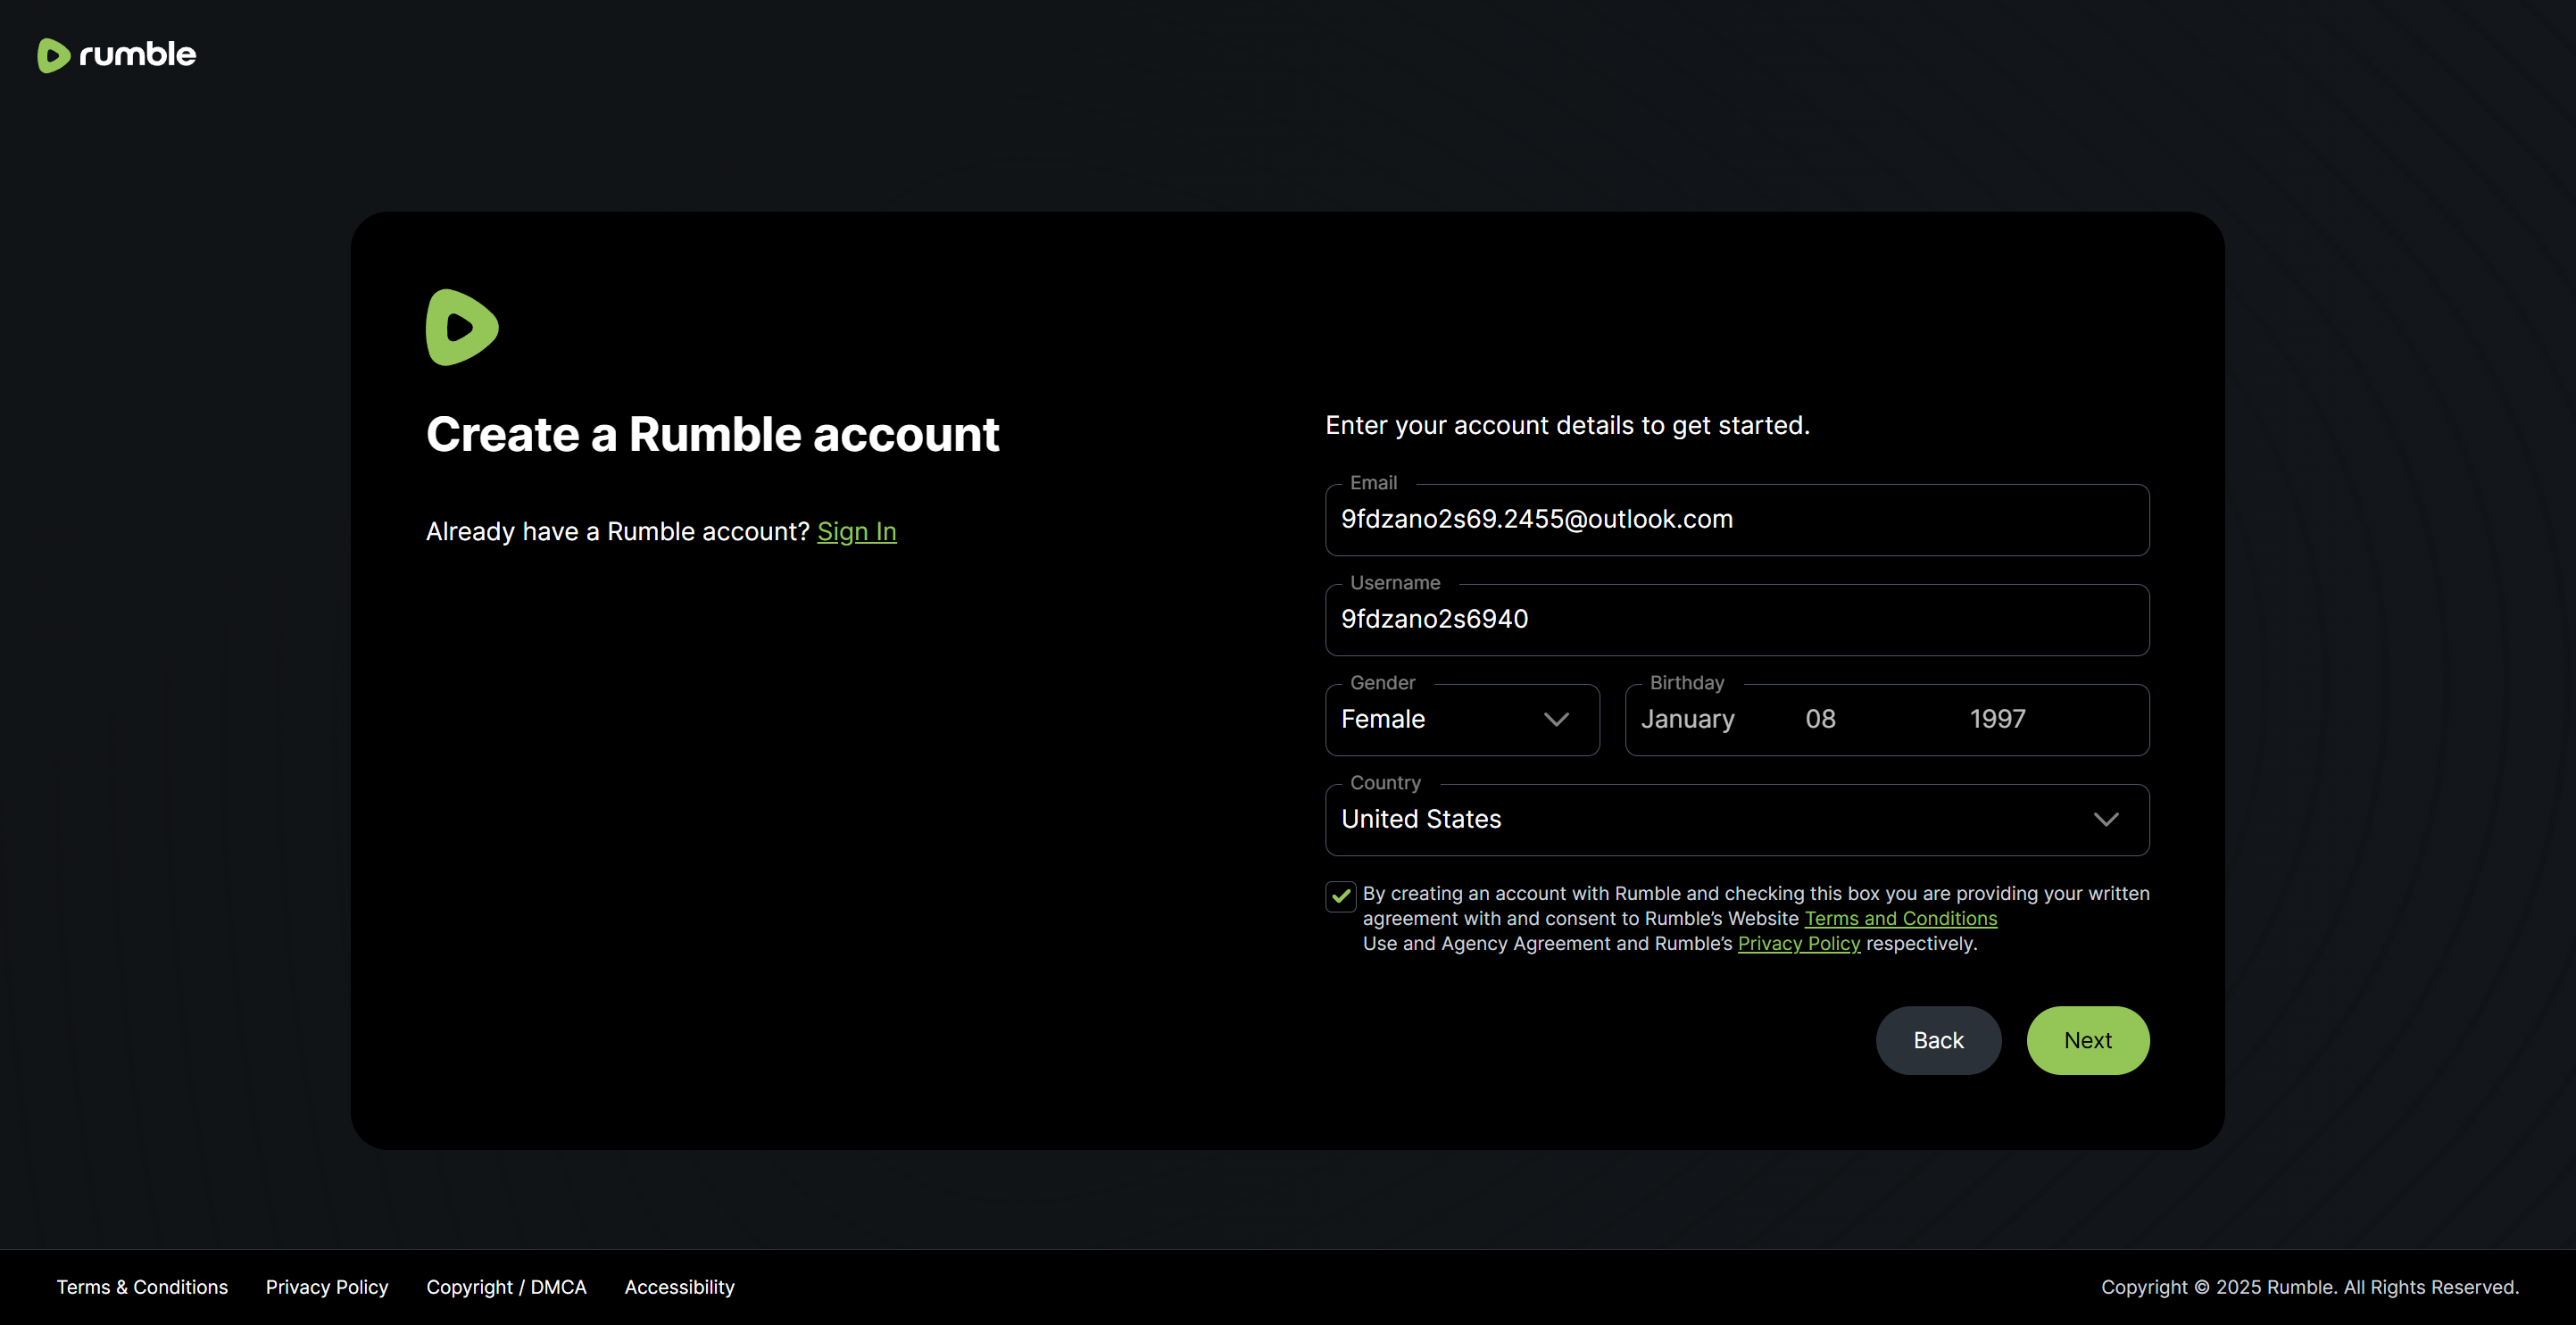 rumble
Create a Rumble account
Already have a Rumble account? Sign In
Enter your account details to get started.
Email
9fdzano2s69.2455@outlook.com
Username
9fdzano2s6940
Gender
Female
Birthday
January 08 1997
Country
United States
By creating an account with Rumble and checking this box you are providing your written
agreement with and consent to Rumble’s Website Terms and Conditions
Use and Agency Agreement and Rumble’s Privacy Policy respectively.
Back
Next
Terms & Conditions Privacy Policy Copyright / DMCA Accessibility
Copyright © 2025 Rumble. All Rights Reserved.